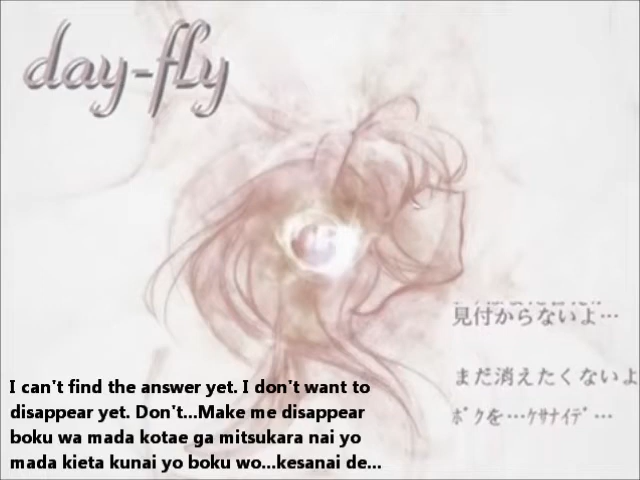 day-fly
見付からないよ…
まだ消えたくないよ
ﾎﾞｸを…ｹｻﾅｲﾃﾞ…
I can't find the answer yet. I don't want to
disappear yet. Don't...Make me disappear
boku wa mada kotae ga mitsukara nai yo
mada kieta kunai yo boku wo...kesanai de...